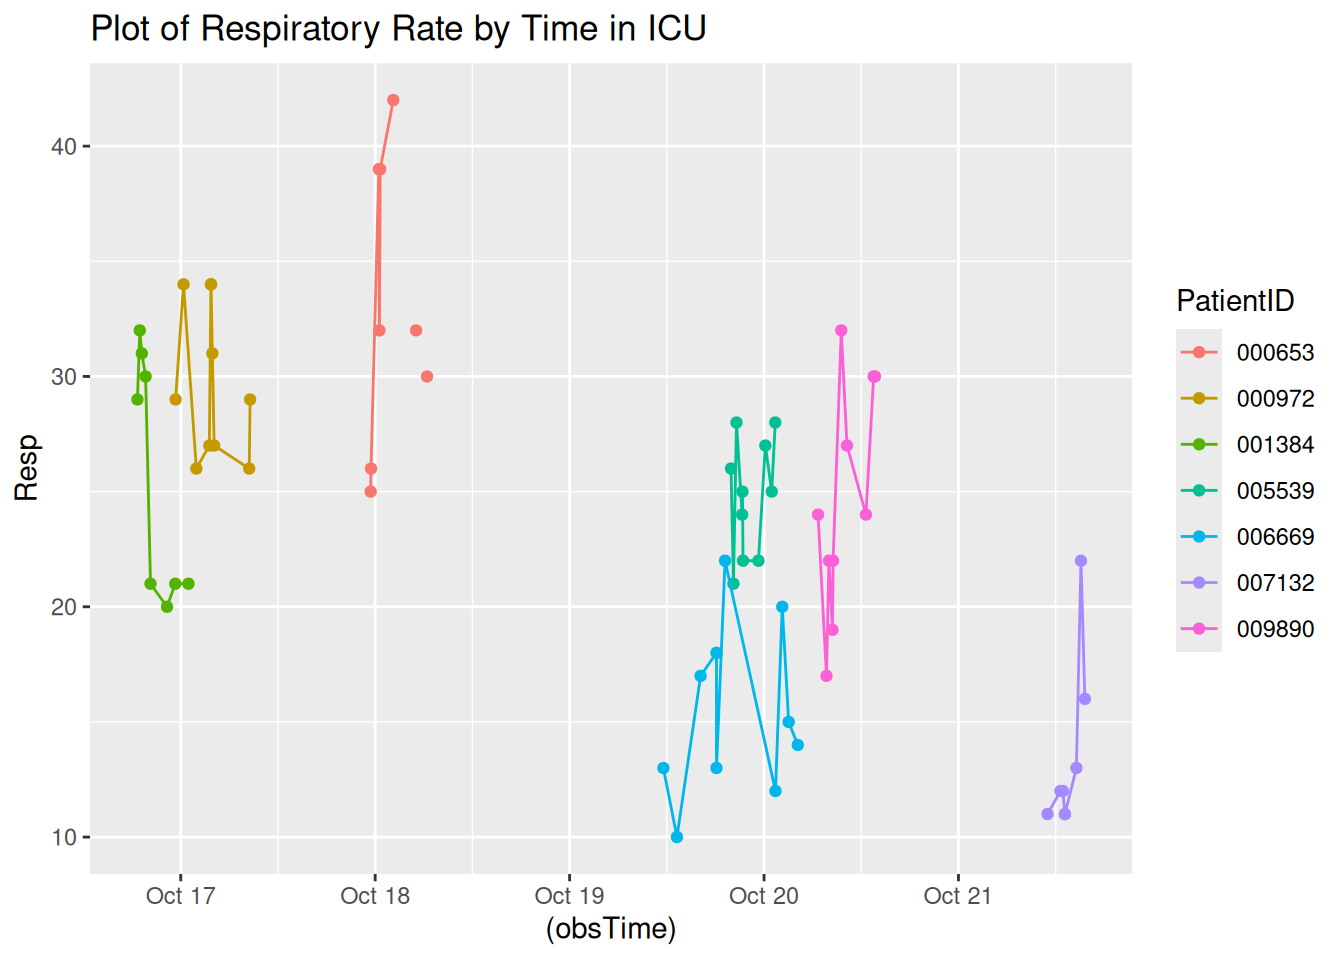 Plot of Respiratory Rate by Time in ICU
40
30
20
10
Resp
Oct 17 Oct 18 Oct 19 Oct 20 Oct 21
(obsTime)
PatientID
000653
000972
001384
005539
006669
007132
009890